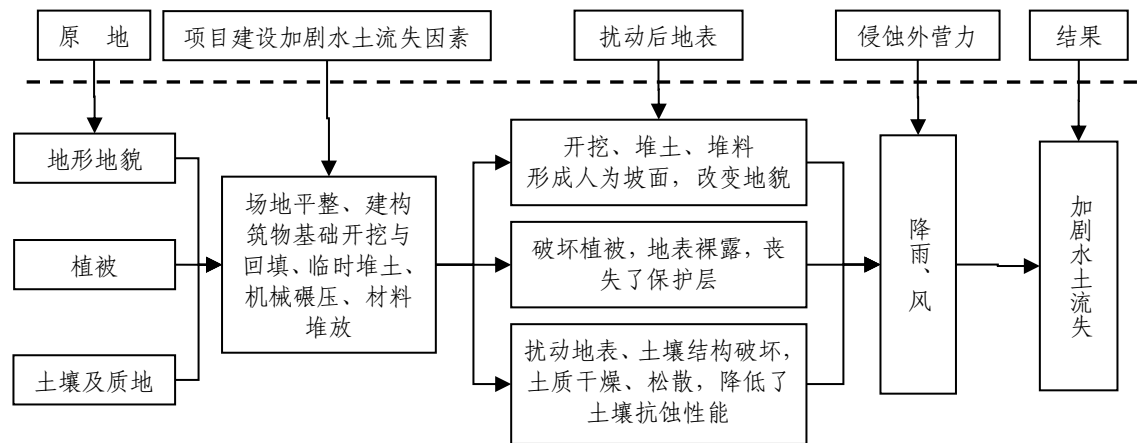 原 地
项目建设加剧水土流失因素
扰动后地表
侵蚀外营力
结果
地形地貌
植被
土壤及质地
场地平整、建构
筑物基础开挖与
回填、临时堆土、
机械碾压、材料
堆放
开挖、堆土、堆料
形成人为坡面，改变地貌
破坏植被，地表裸露，丧
失了保护层
扰动地表、土壤结构破坏，
土质干燥、松散，降低了
土壤抗蚀性能
降雨、风
加剧水土流失